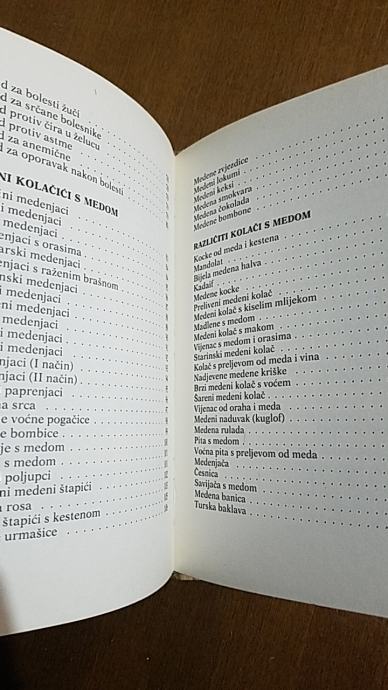 d za bolesti žuči
d za srčane bolesnike
d protiv čira u želucu
d protiv astme
d za anemične
d za oporavak nakon bolesti
NI KOLAČIĆI S MEDOM
ni medenjaci
i medenjaci
medenjaci
enjaci s orasima
arski medenjaci
enjaci s raženim brašnom
nski medenjaci
i medenjaci
eni medenjaci
medenjaci
i medenjaci
i medenjaci
njaci (I način)
njaci (II način)
i paprenjaci
na srca
e voćne pogačice
e bombice
je s medom
s medom
i poljupci
ni medeni štapići
a rosa
štapići s kestenom
urmašice
Medene zvjezdice
Medeni lokumi
Medeni keksi
Medena smokvara
Medena čokolada
Medene bombone
RAZLIČITI KOLAČI S MEDOM
Kocke od meda i kestena
Mandolat
Bijela medena halva
Kadaif
Medene kocke
Preliveni medeni kolač
Medeni kolač s kiselim mlijekom
Madlene s medom
Medeni kolač s makom
Vijenac s medom i orasima
Starinski medeni kolač
Kolač s preljevom od meda i vina
Nadjevene medene kriške
Brzi medeni kolač s voćem
Šareni medeni kolač
Vijenac od oraha i meda
Medeni naduvak (kuglof)
Medena rulada
Pita s medom
Voćna pita s preljevom od meda
Medenjača
Česnica
Savijača s medom
Medena banica
Turska baklava